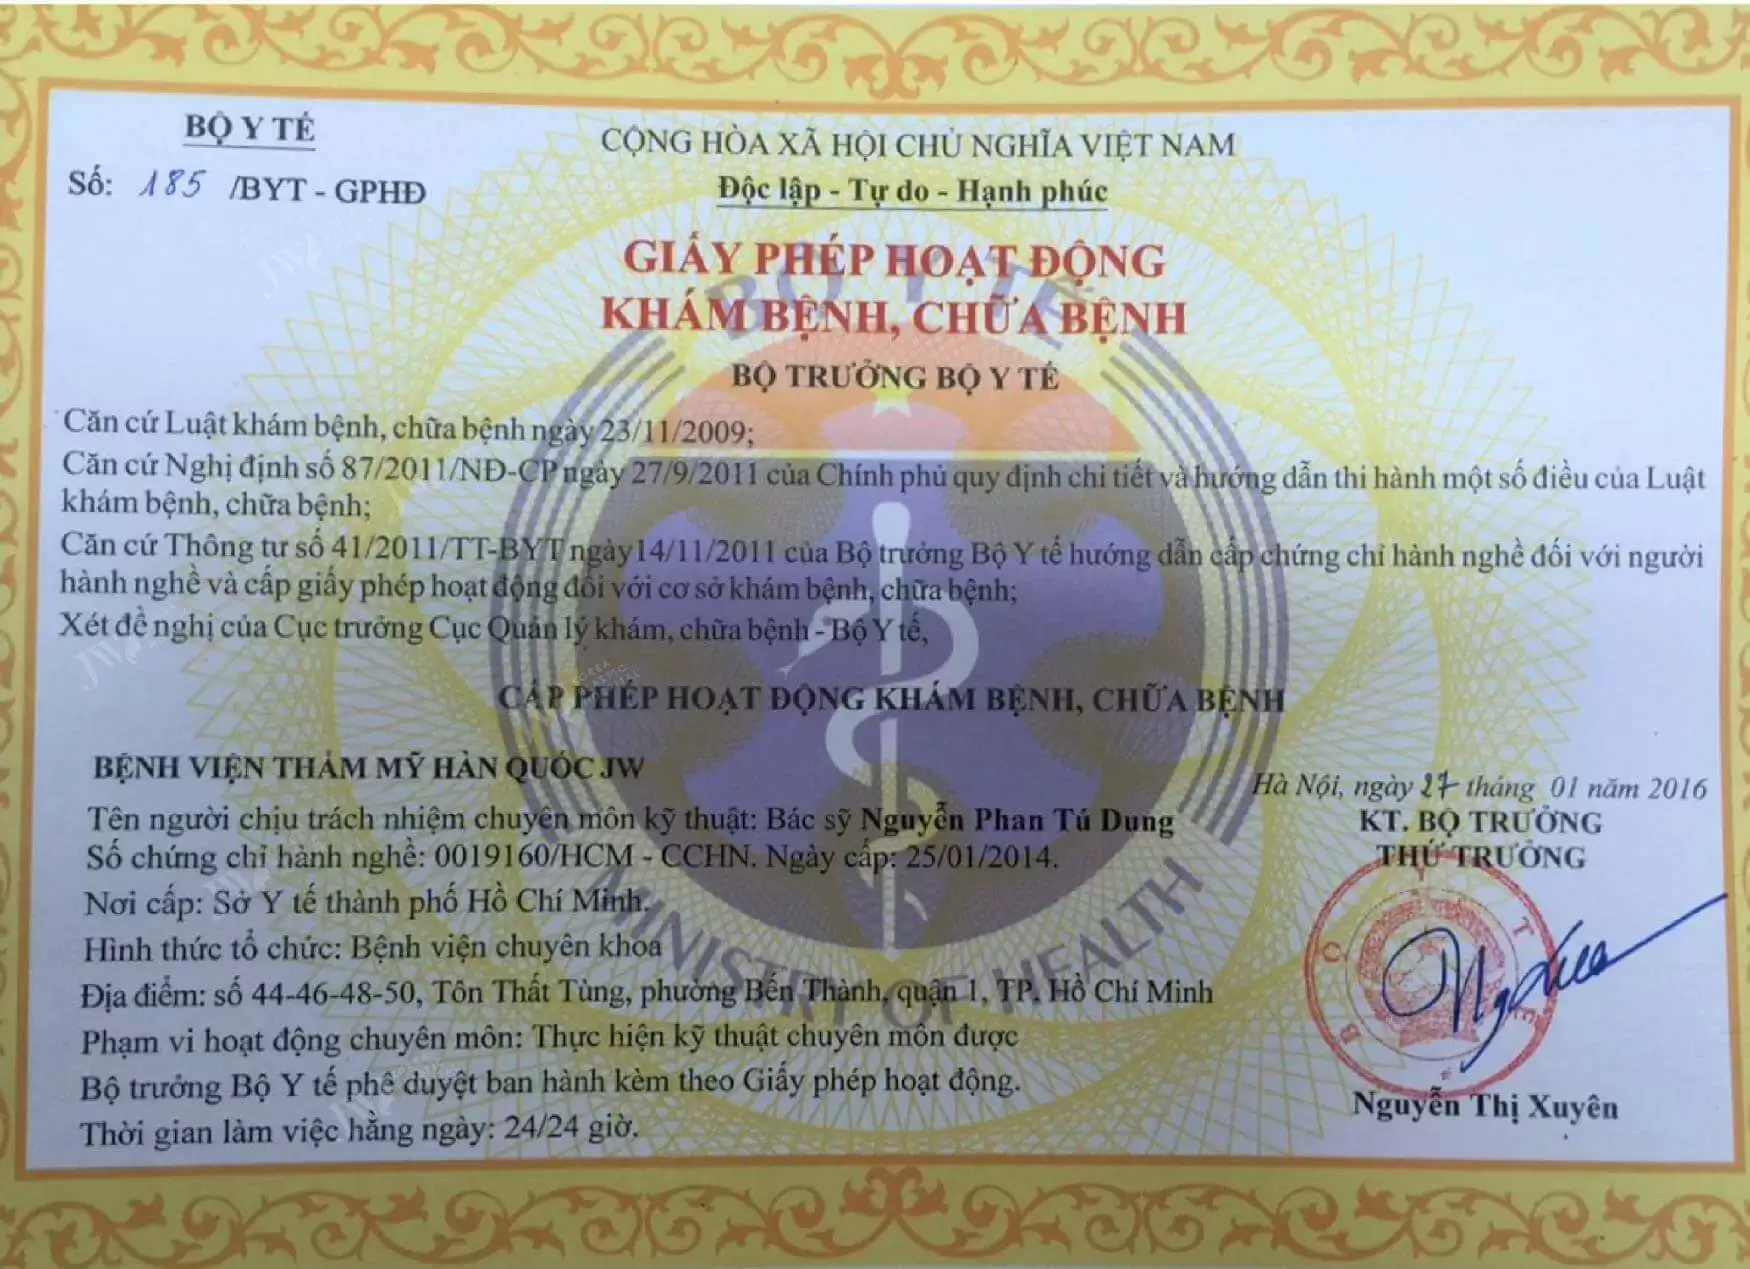 BỘ Y TẾ
Số: 185 /BYT - GPHĐ
CỘNG HÒA XÃ HỘI CHỦ NGHĨA VIỆT NAM
Độc lập - Tự do - Hạnh phúc
GIẤY PHÉP HOẠT ĐỘNG
KHÁM BỆNH, CHỮA BỆNH
BỘ Y TẾ
BỘ TRƯỞNG BỘ Y TẾ
Căn cứ Luật khám bệnh, chữa bệnh ngày 23/11/2009;
Căn cứ Nghị định số 87/2011/NĐ-CP ngày 27/9/2011 của Chính phủ quy định chi tiết và hướng dẫn thi hành một số điều của Luật
khám bệnh, chữa bệnh;
Căn cứ Thông tư số 41/2011/TT-BYT ngày 14/11/2011 của Bộ trưởng Bộ Y tế hướng dẫn cấp chứng chỉ hành nghề đối với người
hành nghề và cấp giấy phép hoạt động đối với cơ sở khám bệnh, chữa bệnh;
Xét đề nghị của Cục trưởng Cục Quản lý khám, chữa bệnh - Bộ Y tế,
CẤP PHÉP HOẠT ĐỘNG KHÁM BỆNH, CHỮA BỆNH
BỆNH VIỆN THẨM MỸ HÀN QUỐC JW
Tên người chịu trách nhiệm chuyên môn kỹ thuật: Bác sỹ Nguyễn Phan Tú Dung
Số chứng chỉ hành nghề: 0019160/HCM - CCHN. Ngày cấp: 25/01/2014.
Nơi cấp: Sở Y tế thành phố Hồ Chí Minh.
Hình thức tổ chức: Bệnh viện chuyên khoa
Địa điểm: số 44-46-48-50, Tôn Thất Tùng, phường Bến Thành, quận 1, TP. Hồ Chí Minh
Phạm vi hoạt động chuyên môn: Thực hiện kỹ thuật chuyên môn được
Bộ trưởng Bộ Y tế phê duyệt ban hành kèm theo Giấy phép hoạt động.
Thời gian làm việc hằng ngày: 24/24 giờ.
MINISTRY OF HEALTH
Hà Nội, ngày 27 tháng 01 năm 2016
KT. BỘ TRƯỞNG
THỨ TRƯỞNG
BỘ Y TẾ
Nguyễn Thị Xuyên